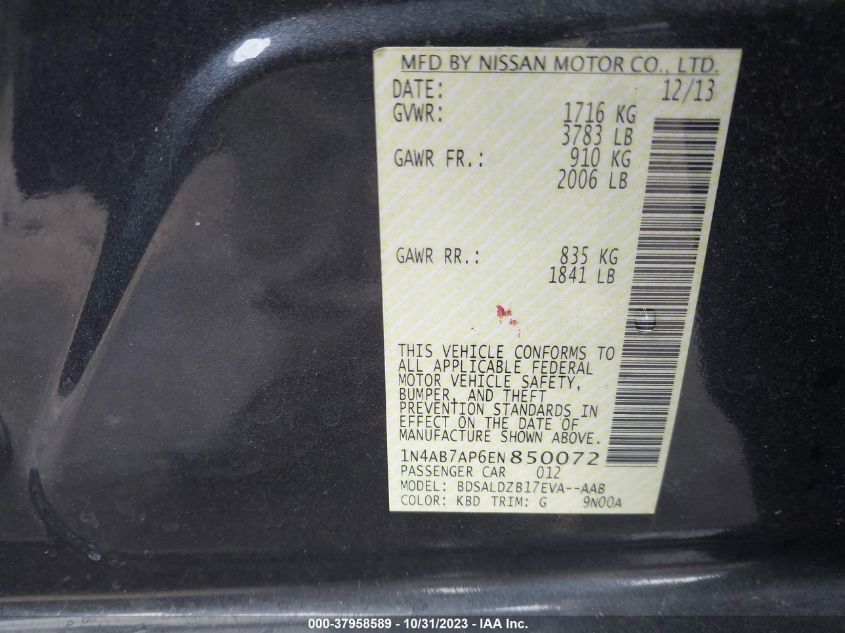 MFD BY NISSAN MOTOR CO., LTD.
DATE: 12/13
GVWR: 1716 KG
3783 LB
GAWR FR.: 910 KG
2006 LB
GAWR RR.: 835 KG
1841 LB
THIS VEHICLE CONFORMS TO
ALL APPLICABLE FEDERAL
MOTOR VEHICLE SAFETY,
BUMPER, AND THEFT
PREVENTION STANDARDS IN
EFFECT ON THE DATE OF
MANUFACTURE SHOWN ABOVE.
1N4AB7AP6EN850072
PASSENGER CAR 012
MODEL: BDSALDZB17EVA--AAB
COLOR: KBD TRIM: G 9N00A
000-37958589 - 10/31/2023 - IAA Inc.